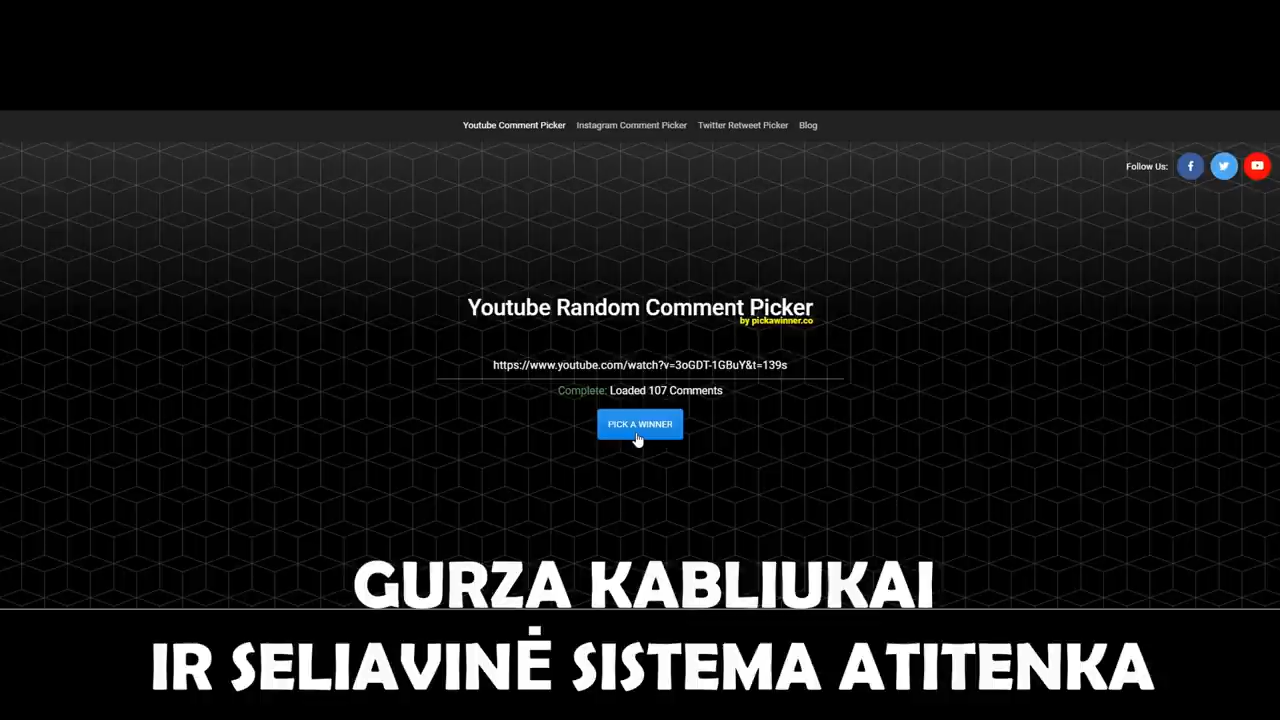 Youtube Comment Picker Instagram Comment Picker Twitter Retweet Picker Blog
Follow Us:
Youtube Random Comment Picker
by pickawinner.co
https://www.youtube.com/watch?v=3oGDT-1GBuY&t=139s
Complete: Loaded 107 Comments
PICK A WINNER
GURZA KABLIUKAI
IR SELIAVINĖ SISTEMA ATITENKA